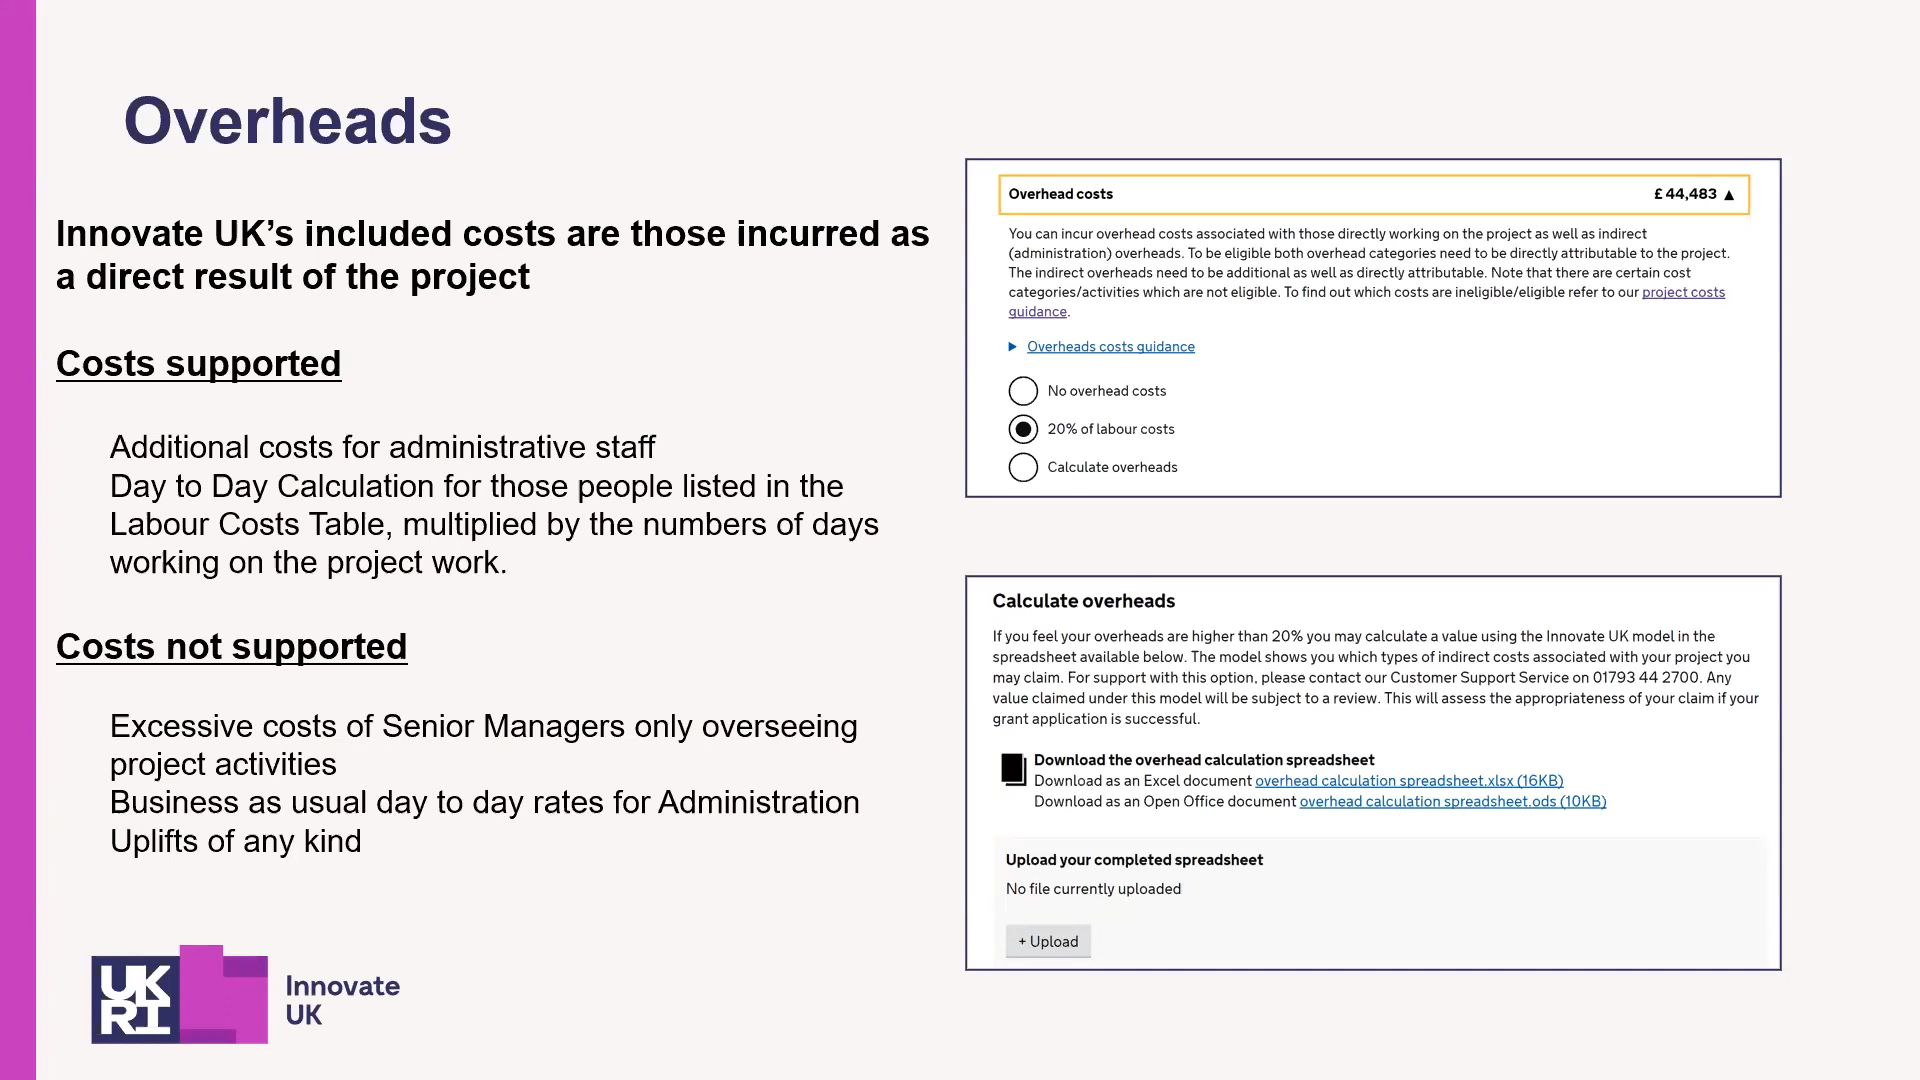 Overheads
Innovate UK’s included costs are those incurred as
a direct result of the project
Costs supported
Additional costs for administrative staff
Day to Day Calculation for those people listed in the
Labour Costs Table, multiplied by the numbers of days
working on the project work.
Costs not supported
Excessive costs of Senior Managers only overseeing
project activities
Business as usual day to day rates for Administration
Uplifts of any kind
UK
RI
Innovate
UK
Overhead costs £ 44,483 ▲
You can incur overhead costs associated with those directly working on the project as well as indirect
(administration) overheads. To be eligible both overhead categories need to be directly attributable to the project.
The indirect overheads need to be additional as well as directly attributable. Note that there are certain cost
categories/activities which are not eligible. To find out which costs are ineligible/eligible refer to our project costs
guidance.
Overheads costs guidance
No overhead costs
20% of labour costs
Calculate overheads
Calculate overheads
If you feel your overheads are higher than 20% you may calculate a value using the Innovate UK model in the
spreadsheet available below. The model shows you which types of indirect costs associated with your project you
may claim. For support with this option, please contact our Customer Support Service on 01793 44 2700. Any
value claimed under this model will be subject to a review. This will assess the appropriateness of your claim if your
grant application is successful.
Download the overhead calculation spreadsheet
Download as an Excel document overhead calculation spreadsheet.xlsx (16KB)
Download as an Open Office document overhead calculation spreadsheet.ods (10KB)
Upload your completed spreadsheet
No file currently uploaded
+ Upload